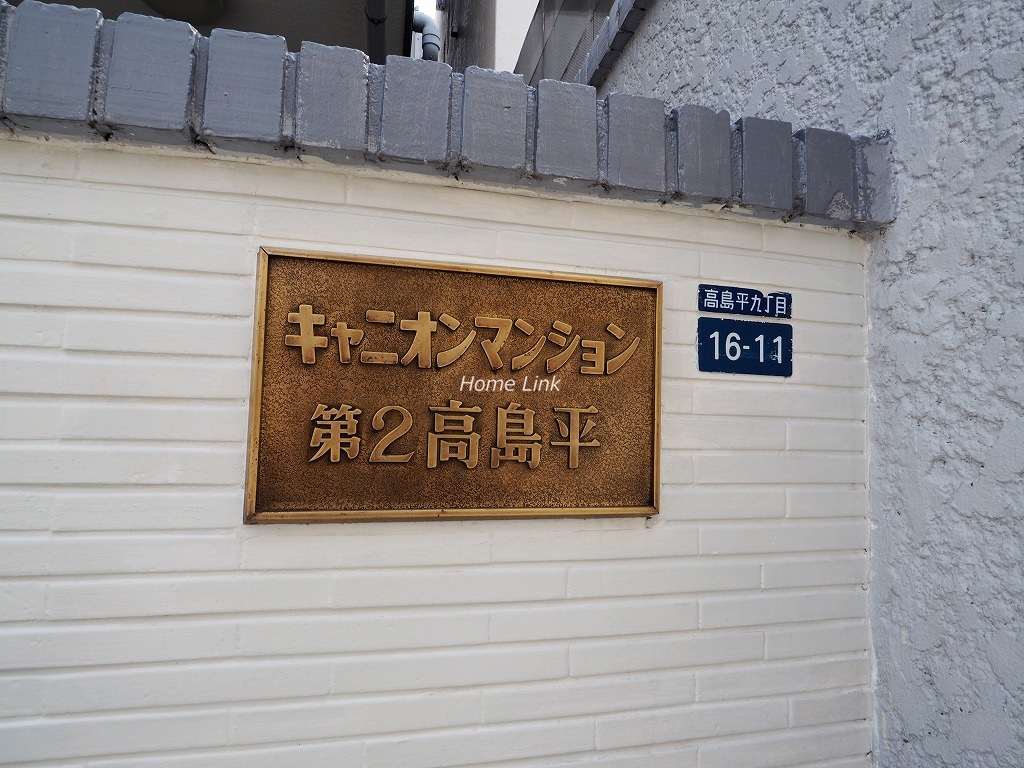 キャニオンマンション
Home Link
第2高島平
高島平九丁目
16-11